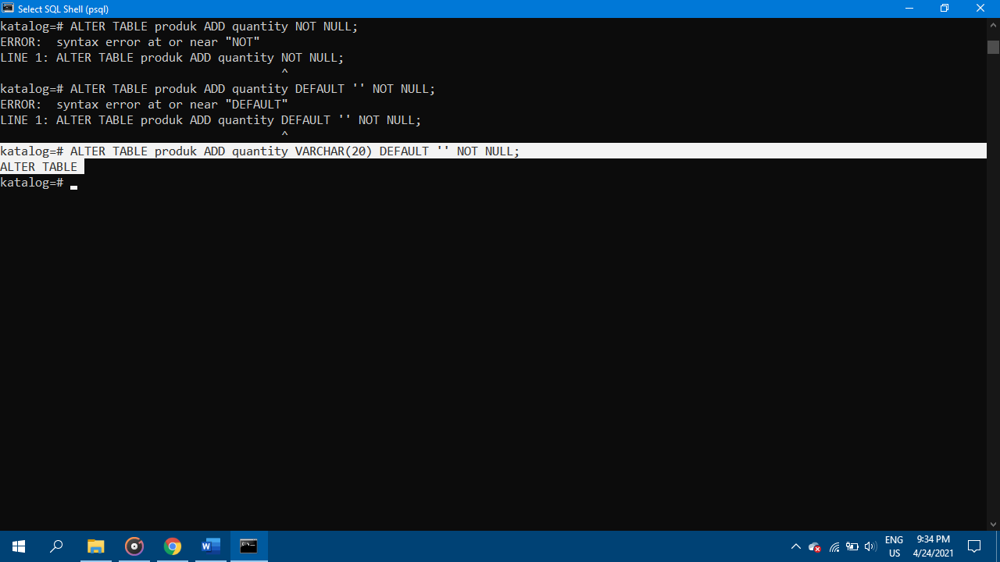 Select SQL Shell (psql)
katalog=# ALTER TABLE produk ADD quantity NOT NULL;
ERROR:  syntax error at or near "NOT"
LINE 1: ALTER TABLE produk ADD quantity NOT NULL;
                                        ^
katalog=# ALTER TABLE produk ADD quantity DEFAULT '' NOT NULL;
ERROR:  syntax error at or near "DEFAULT"
LINE 1: ALTER TABLE produk ADD quantity DEFAULT '' NOT NULL;
                                        ^
katalog=# ALTER TABLE produk ADD quantity VARCHAR(20) DEFAULT '' NOT NULL;
ALTER TABLE
katalog=#
ENG 9:34 PM
US 4/24/2021